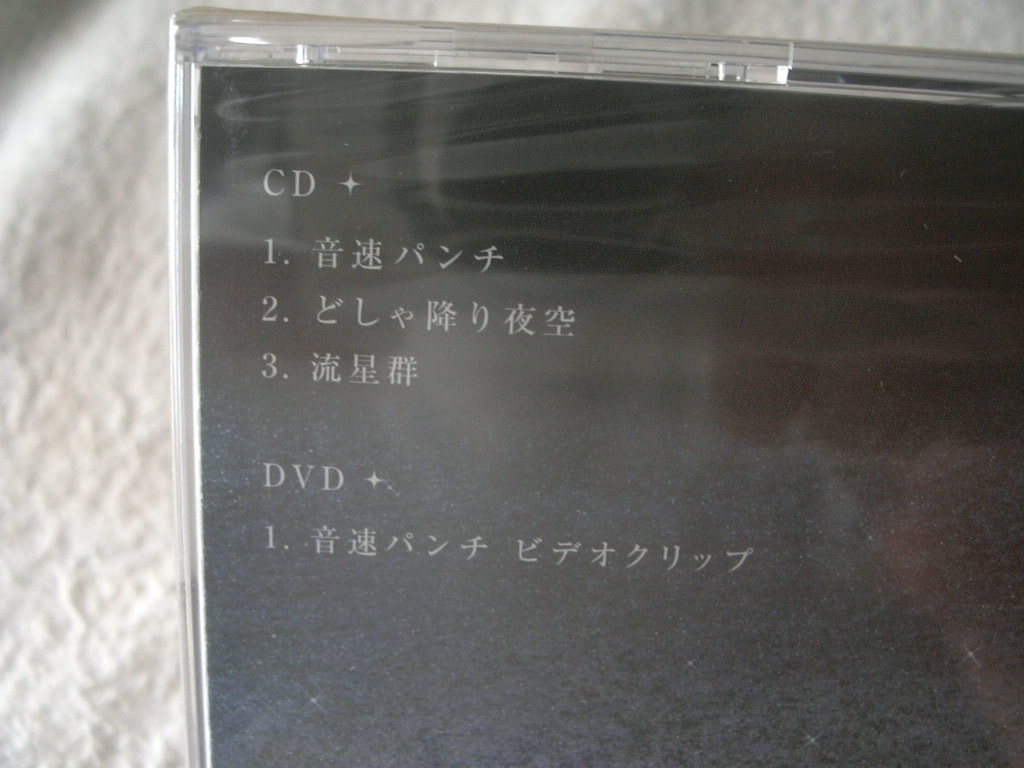 CD ✦
1. 音速パンチ
2. どしゃ降り夜空
3. 流星群
DVD ✦
1. 音速パンチ ビデオクリップ